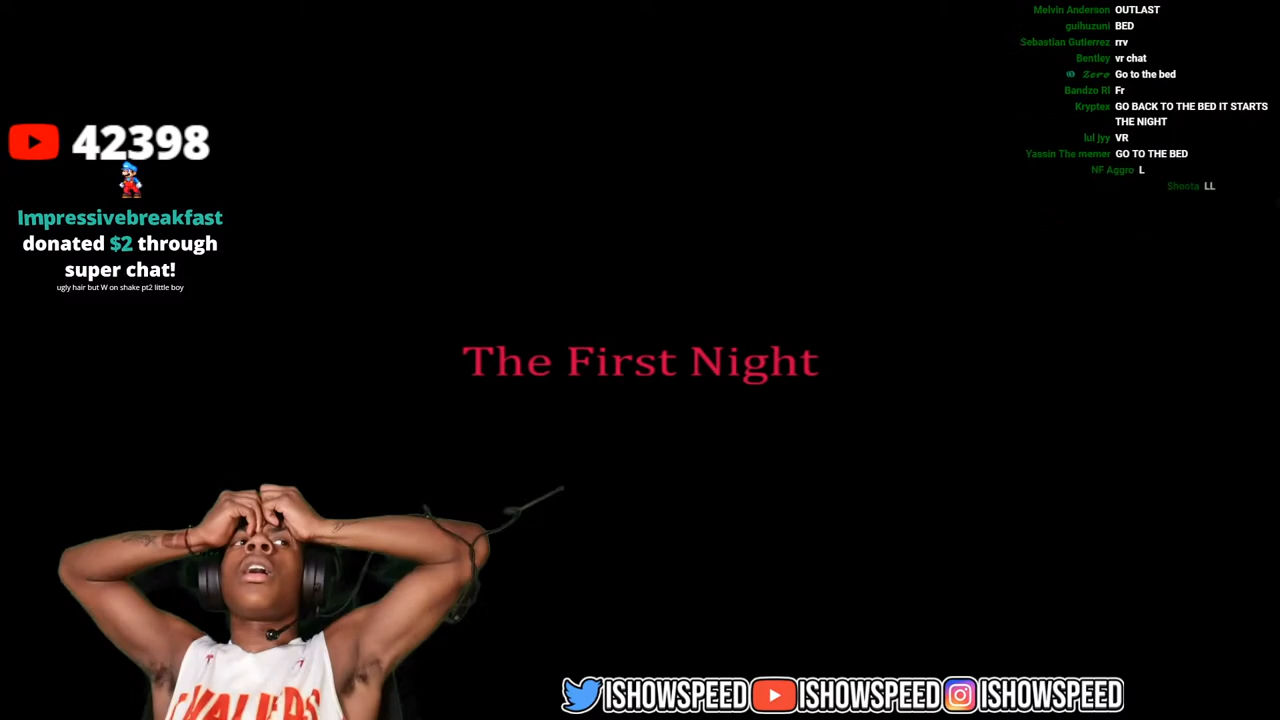 Melvin Anderson OUTLAST
guihuzuni BED
Sebastian Gutierrez rrv
Bentley vr chat
Zero Go to the bed
Bandzo Ri Fr
Kryptex GO BACK TO THE BED IT STARTS
THE NIGHT
lul jyy VR
Yassin The memer GO TO THE BED
NF Aggro L
Shoota LL
42398
Impressivebreakfast
donated $2 through
super chat!
ugly hair but W on shake pt2 little boy
The First Night
CAVALIERS
ISHOWSPEED ISHOWSPEED ISHOWSPEED